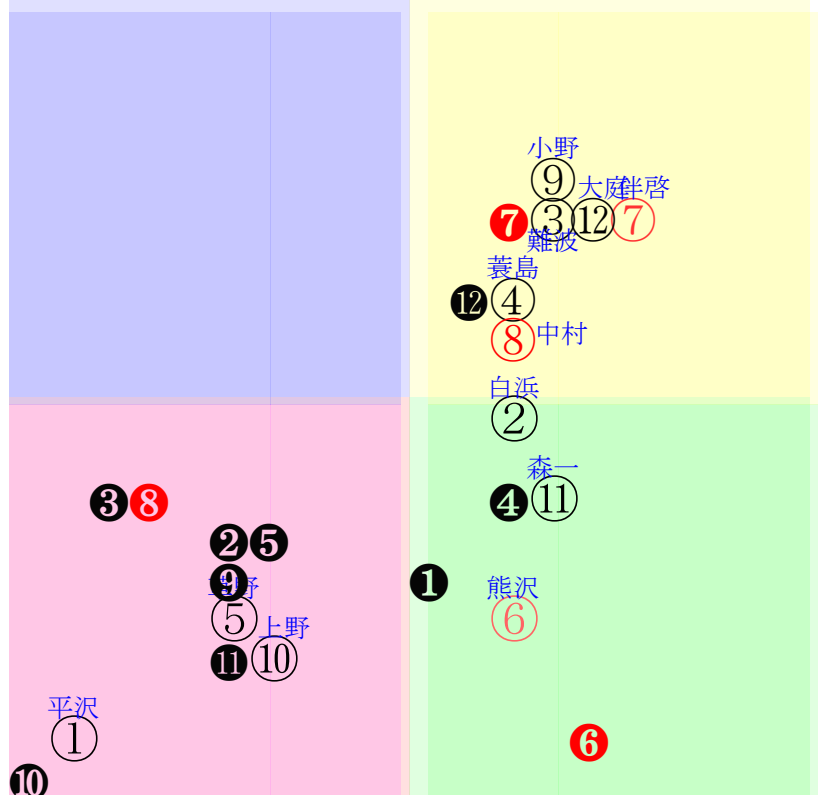 小野
⑨
大庭
伴啓
❼
③
⑫
⑦
難波
蓑島
⓬
④
⑧
中村
白浜
②
森一
❸
❽
❹
⑪
❷
❺
❾
❶
野
熊沢
⑤
⑥
上野
⓫
⑩
平沢
①
❻
❿